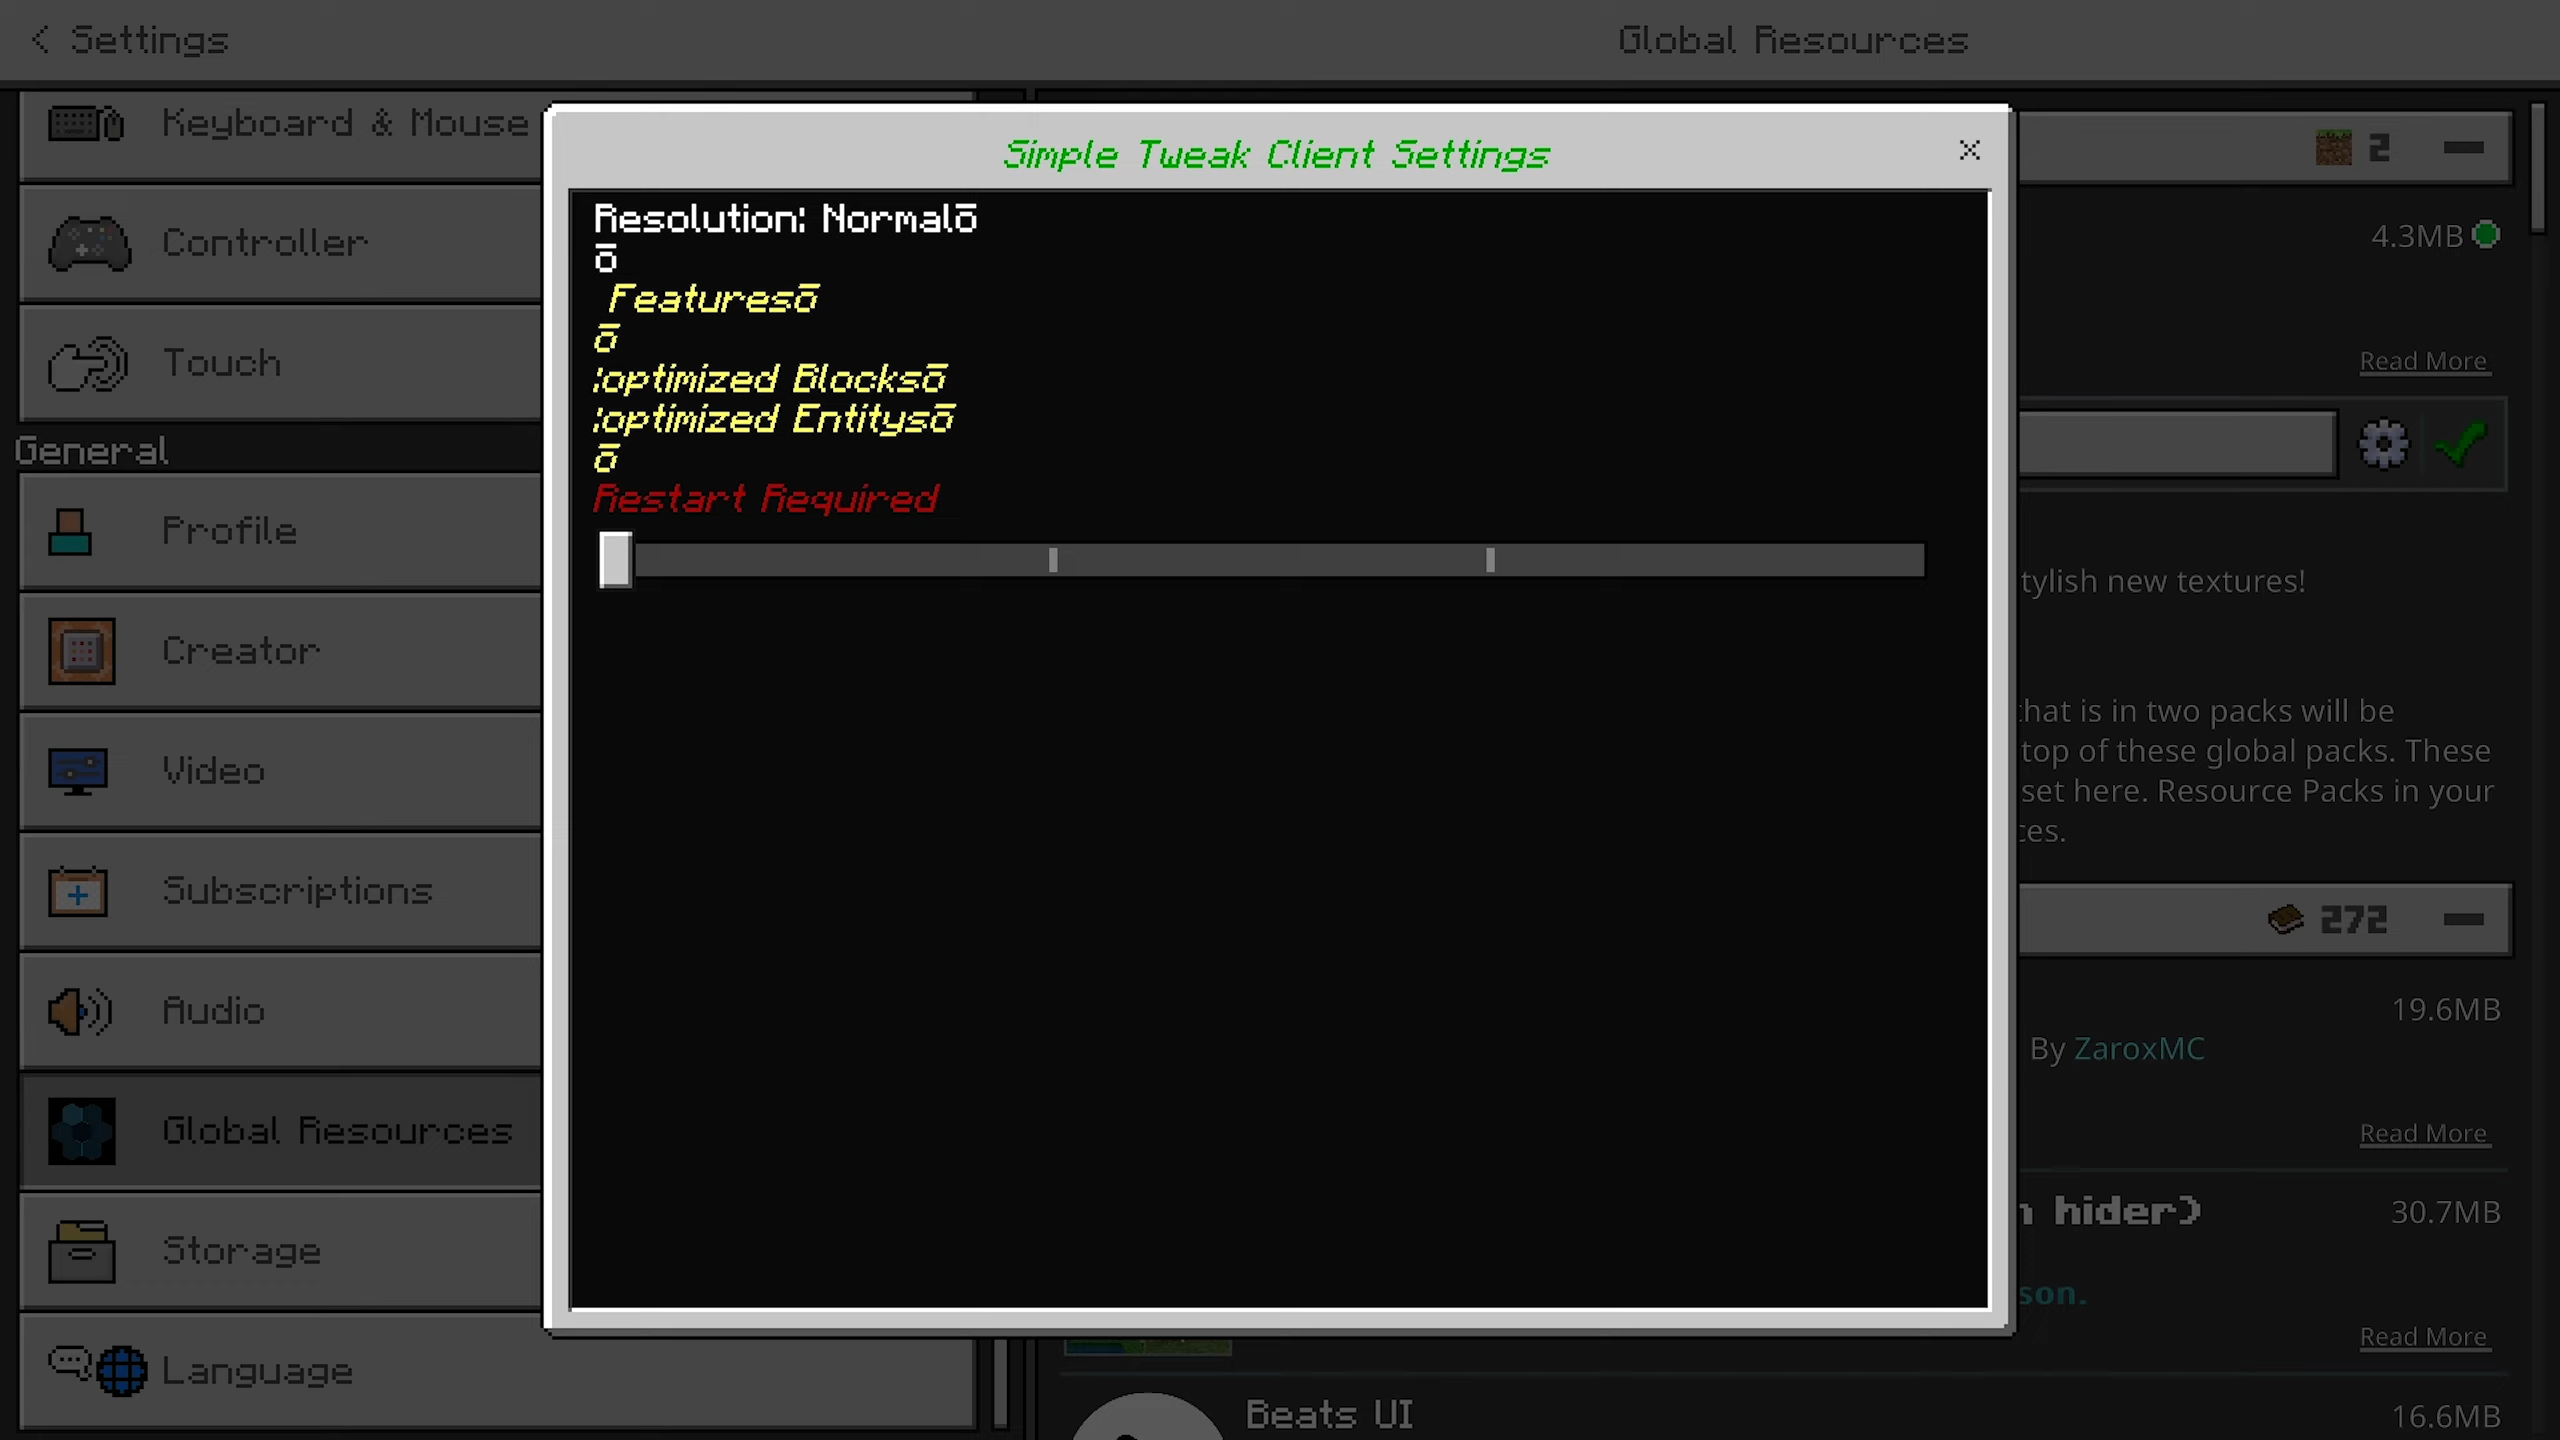 Settings
Global Resources
Keyboard & Mouse
Controller
Touch
General
Profile
Creator
Video
Subscriptions
Audio
Global Resources
Storage
Language
Simple Tweak Client Settings
Resolution: Normalō
ō
Featuresō
ō
:optimized Blocksō
:optimized Entitysō
ō
Restart Required
2
4.3MB
Read More
tylish new textures!
that is in two packs will be
top of these global packs. These
set here. Resource Packs in your
ces.
272
19.6MB
By ZaroxMC
Read More
n hider)
30.7MB
son.
Read More
Beats UI
16.6MB